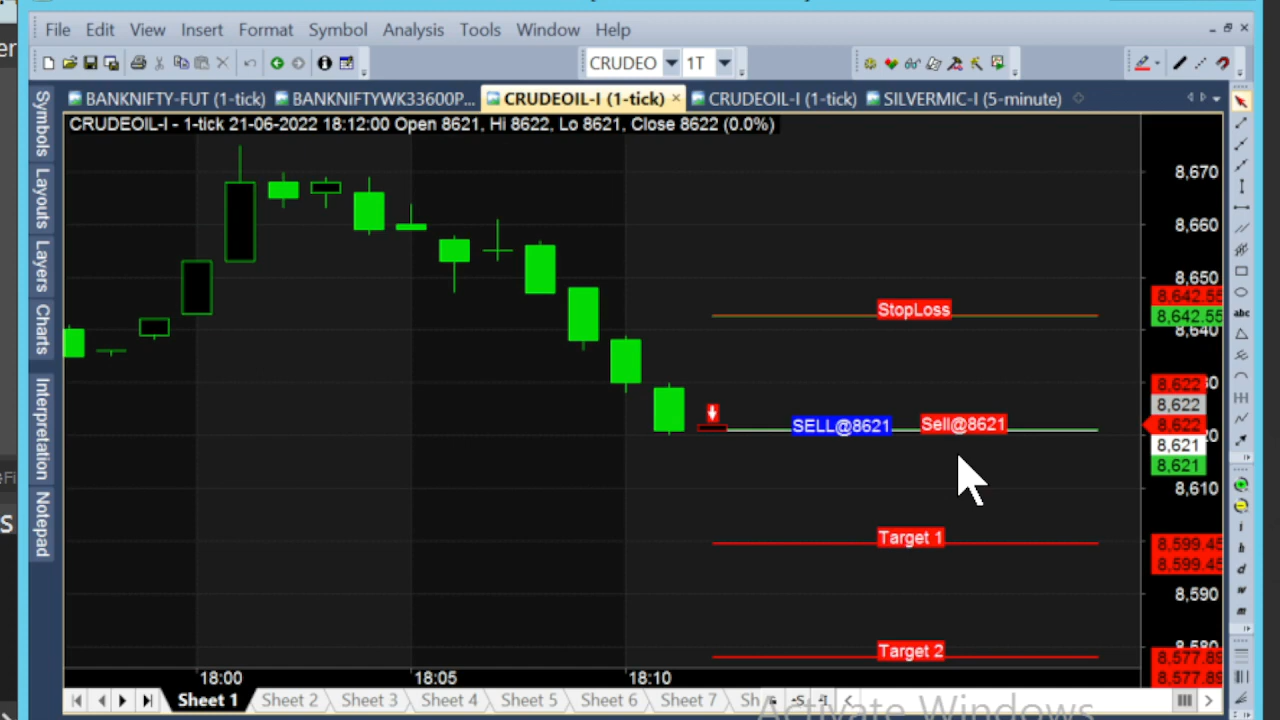 File Edit View Insert Format Symbol Analysis Tools Window Help
CRUDEO 1T
BANKNIFTY-FUT (1-tick) BANKNIFTYWK33600P... CRUDEOIL-I (1-tick) × CRUDEOIL-I (1-tick) SILVERMIC-I (5-minute)
CRUDEOIL-I - 1-tick 21-06-2022 18:12:00 Open 8621, Hi 8622, Lo 8621, Close 8622 (0.0%)
Symbols
Layouts
Layers
Charts
Interpretation
Notepad
8,670
8,660
8,650
8,642.55
StopLoss
8,642.55
8,640
8,622
8,622
8,622
SELL@8621 Sell@8621
8,621
8,621
8,610
Target 1
8,599.45
8,599.45
8,590
8,580
Target 2
8,577.89
8,577.89
18:00 18:05 18:10
Sheet 1 Sheet 2 Sheet 3 Sheet 4 Sheet 5 Sheet 6 Sheet 7 Sh
Activate Windows
abc
i
b
d
w
m